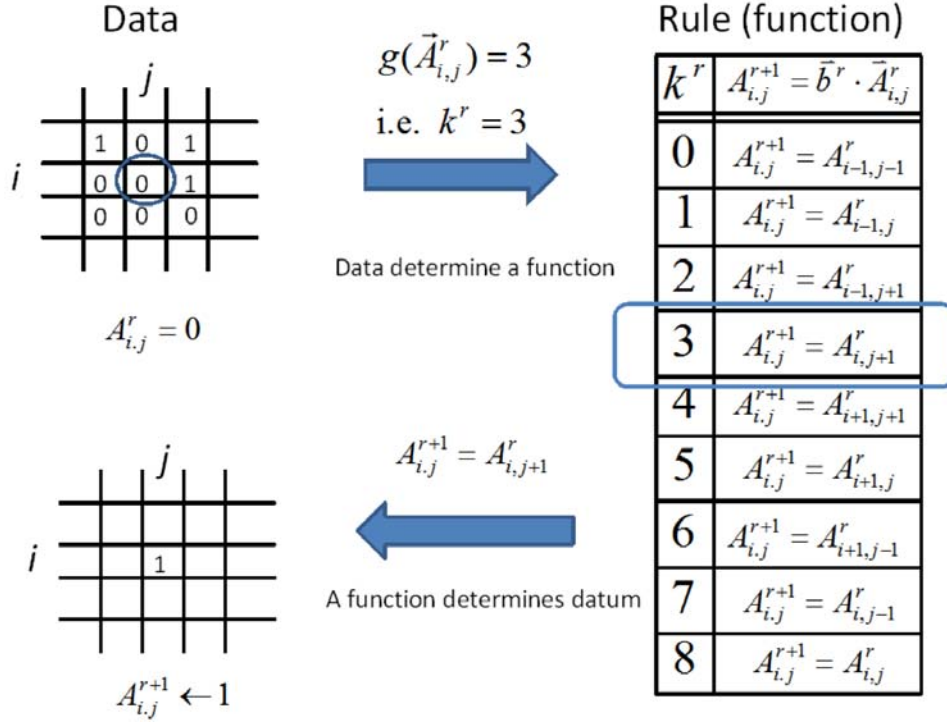 Data
j
i
1 0 1
0 0 1
0 0 0
A^r_{i.j} = 0
g(\vec{A}^r_{i,j}) = 3
i.e. k^r = 3
Data determine a function
A^{r+1}_{i.j} = A^r_{i,j+1}
A function determines datum
j
i
1
A^{r+1}_{i.j} ← 1
Rule (function)
k^r A^{r+1}_{i.j} = \vec{b}^r · \vec{A}^r_{i,j}
0 A^{r+1}_{i.j} = A^r_{i-1,j-1}
1 A^{r+1}_{i.j} = A^r_{i-1,j}
2 A^{r+1}_{i.j} = A^r_{i-1,j+1}
3 A^{r+1}_{i.j} = A^r_{i,j+1}
4 A^{r+1}_{i.j} = A^r_{i+1,j+1}
5 A^{r+1}_{i.j} = A^r_{i+1,j}
6 A^{r+1}_{i.j} = A^r_{i+1,j-1}
7 A^{r+1}_{i.j} = A^r_{i,j-1}
8 A^{r+1}_{i.j} = A^r_{i,j}